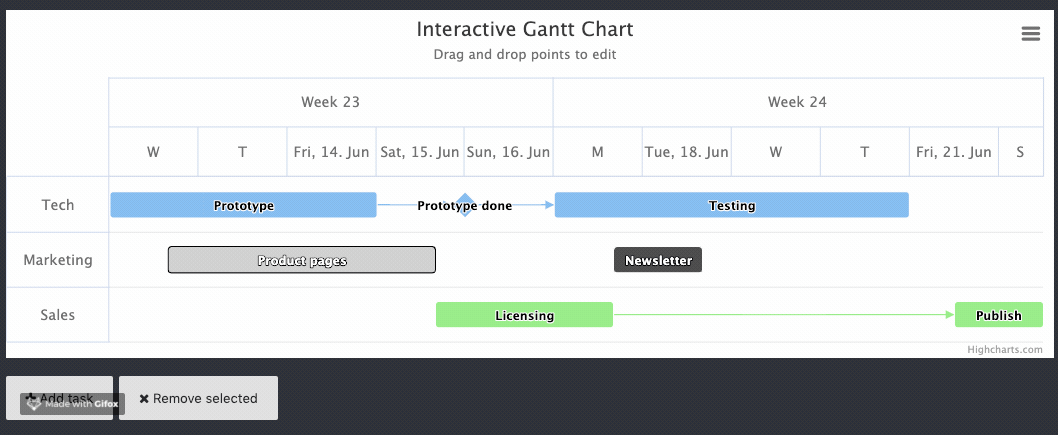 Interactive Gantt Chart
Drag and drop points to edit
Week 23 Week 24
W T Fri, 14. Jun Sat, 15. Jun Sun, 16. Jun M Tue, 18. Jun W T Fri, 21. Jun S
Tech Prototype Prototype done Testing
Marketing Product pages Newsletter
Sales Licensing Publish
Highcharts.com
Add task Remove selected
Made with Gifox